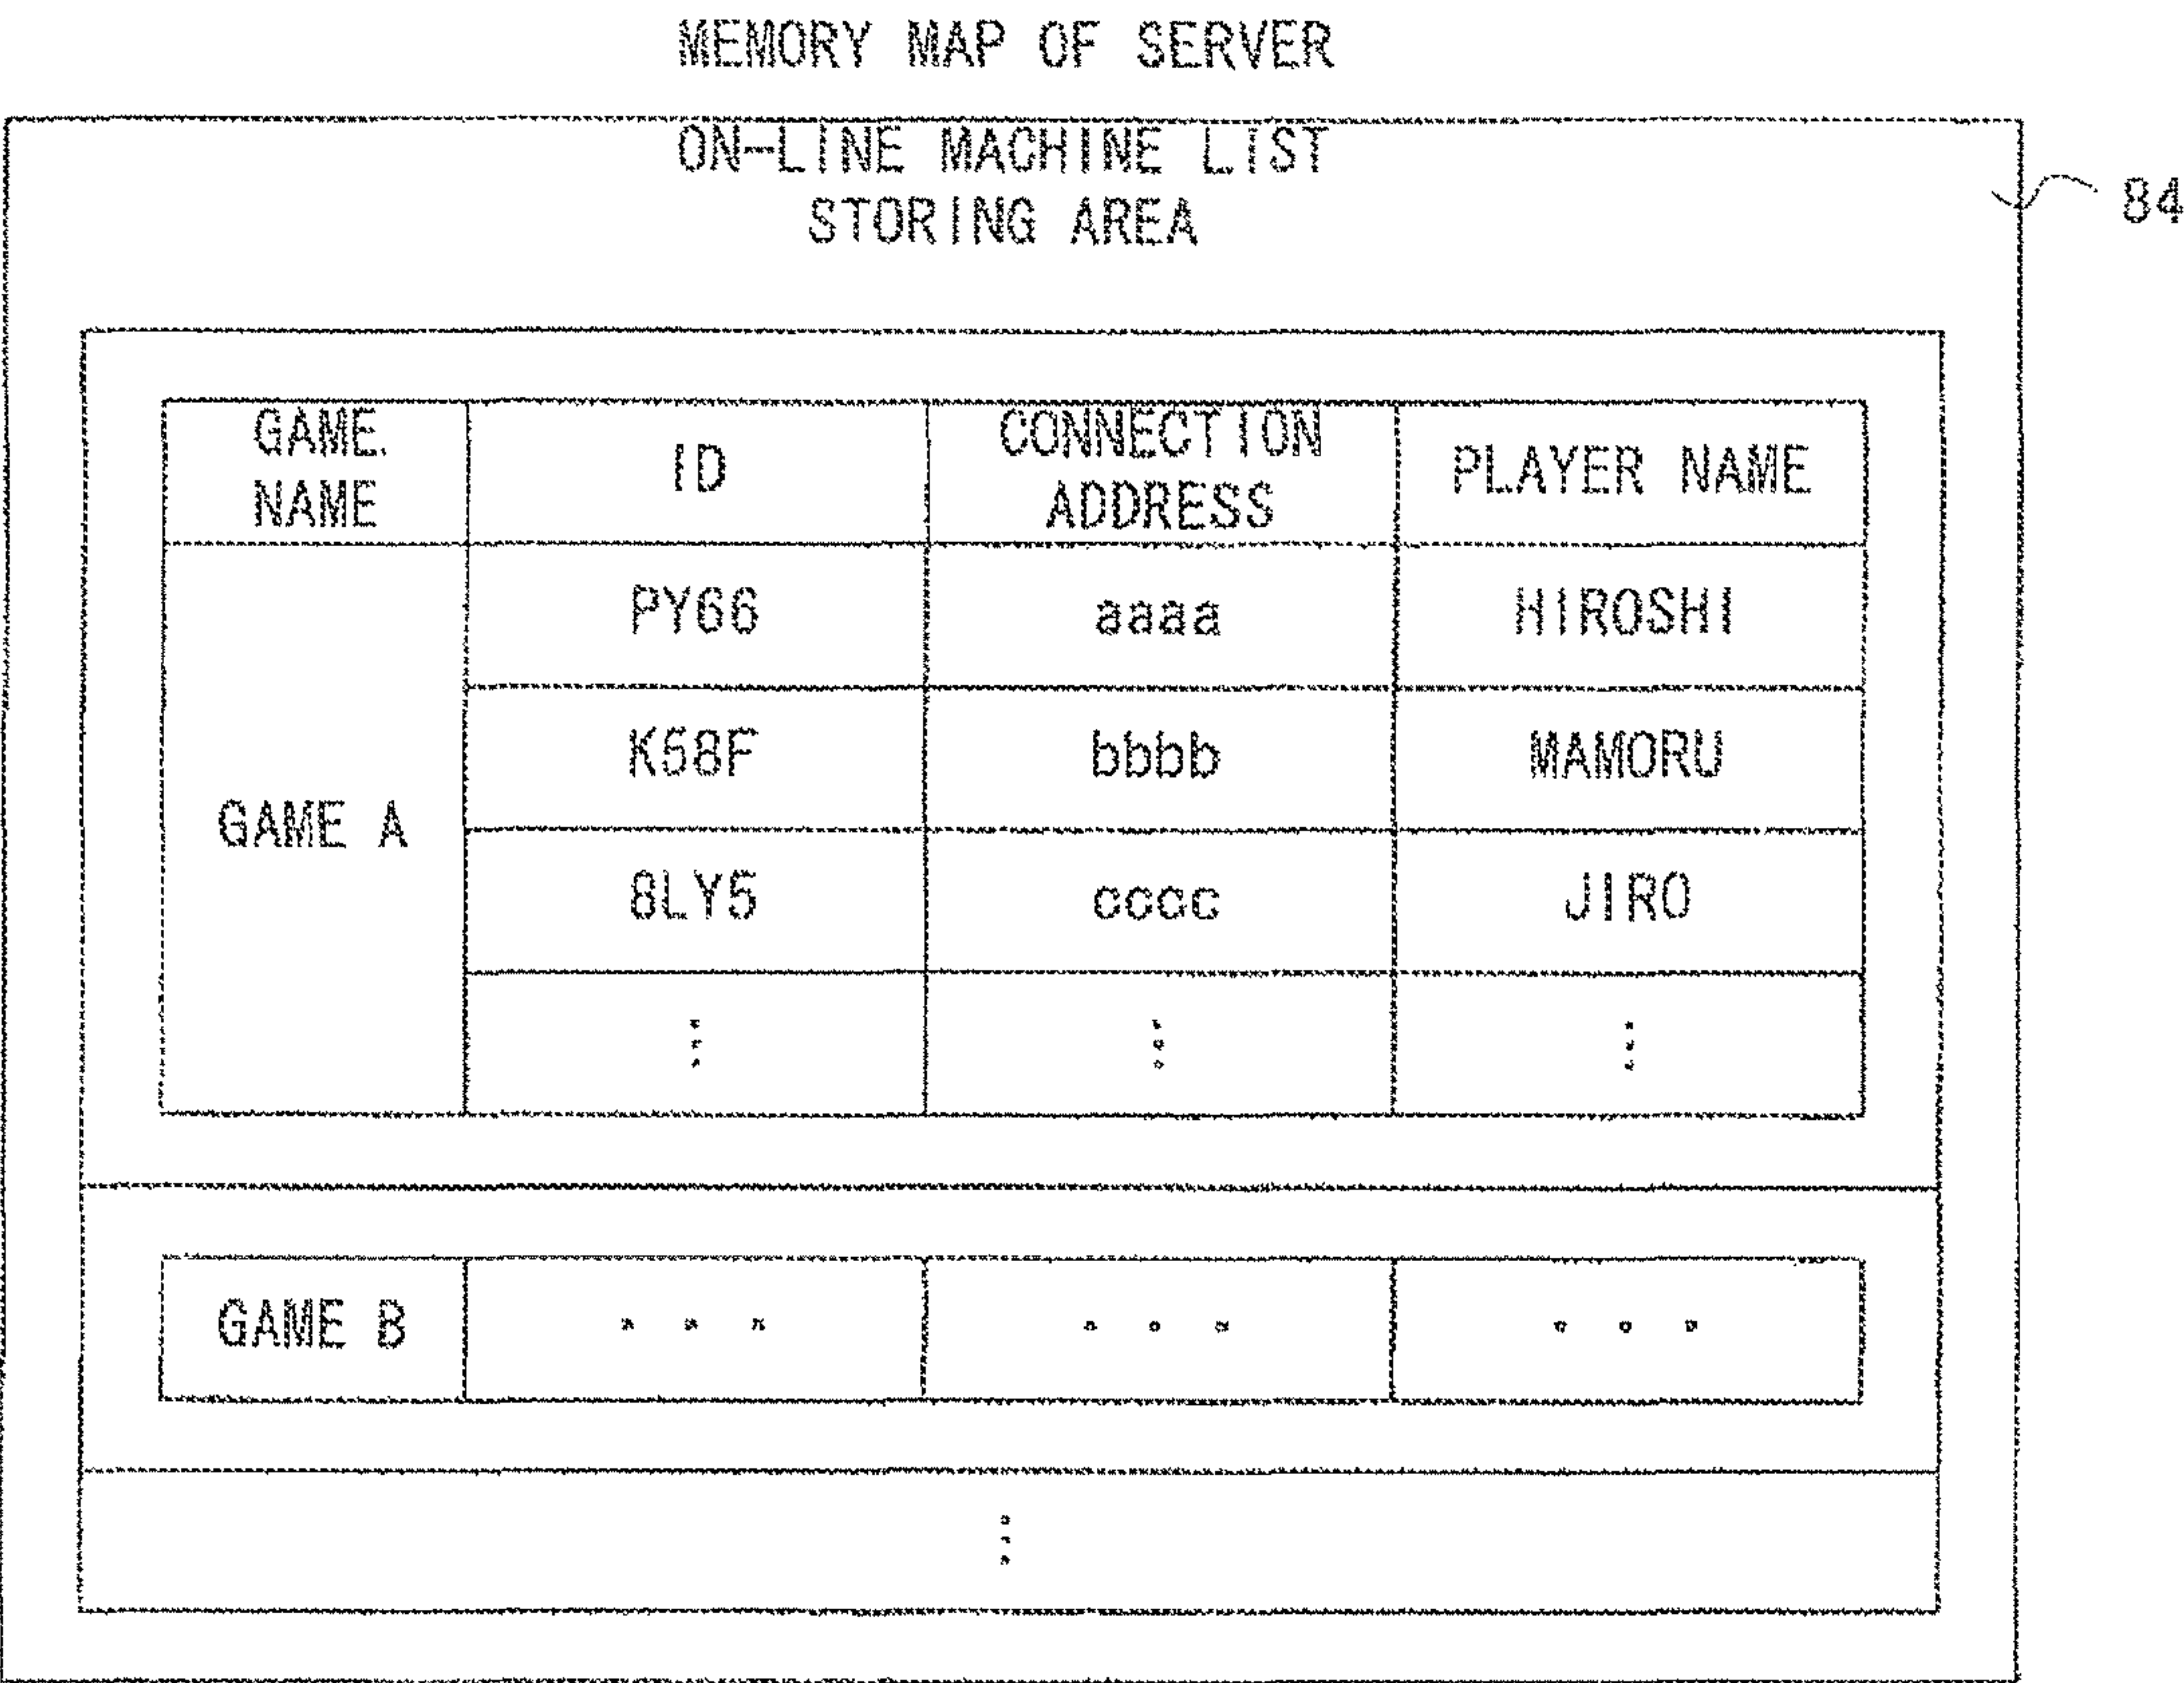 MEMORY MAP OF SERVER
ON-LINE MACHINE LIST
STORING AREA
84
GAME
NAME
ID
CONNECTION
ADDRESS
PLAYER NAME
GAME A
PY66
aaaa
HIROSHI
K58F
bbbb
MAMORU
8LY5
cccc
JIRO
GAME B